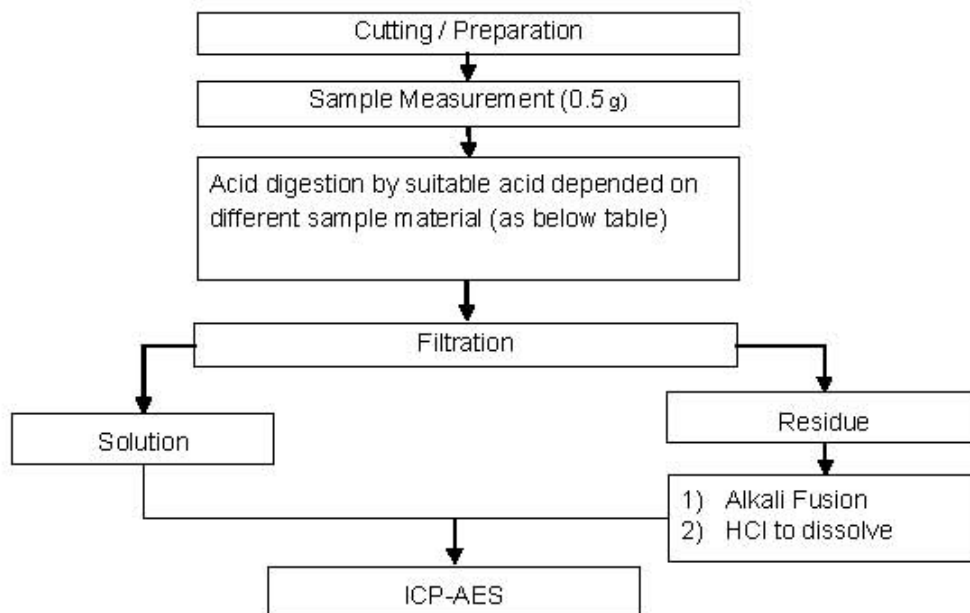 Cutting / Preparation
Sample Measurement (0.5 g)
Acid digestion by suitable acid depended on
different sample material (as below table)
Filtration
Solution
Residue
1) Alkali Fusion
2) HCl to dissolve
ICP-AES